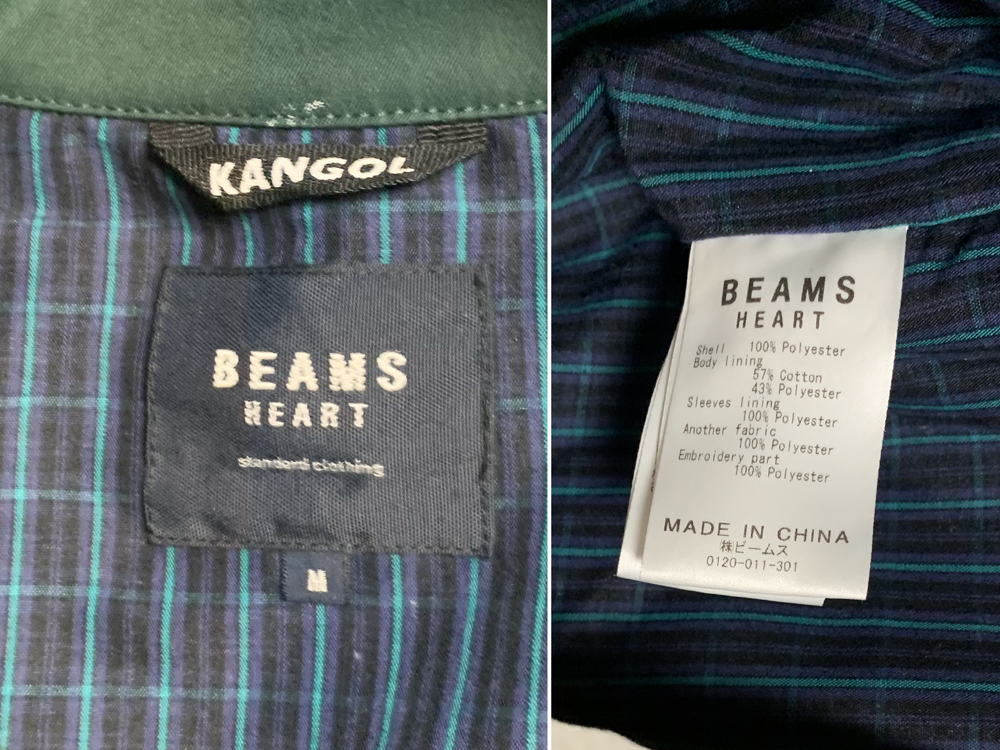 KANGOL
BEAMS
HEART
standard clothing
M
BEAMS
HEART
Shell 100% Polyester
Body lining
57% Cotton
43% Polyester
Sleeves lining
100% Polyester
Another fabric
100% Polyester
Embroidery part
100% Polyester
MADE IN CHINA
㈱ビームス
0120-011-301